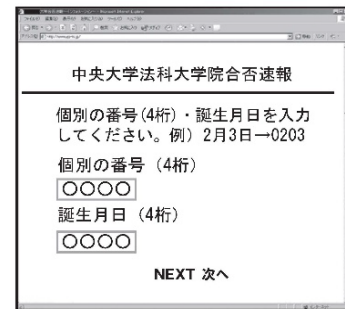 中央大学法科大学院合否速報
個別の番号(4桁)・誕生月日を入力
してください。例) 2月3日→0203
個別の番号 (4桁)
○○○○
誕生月日 (4桁)
○○○○
NEXT 次へ